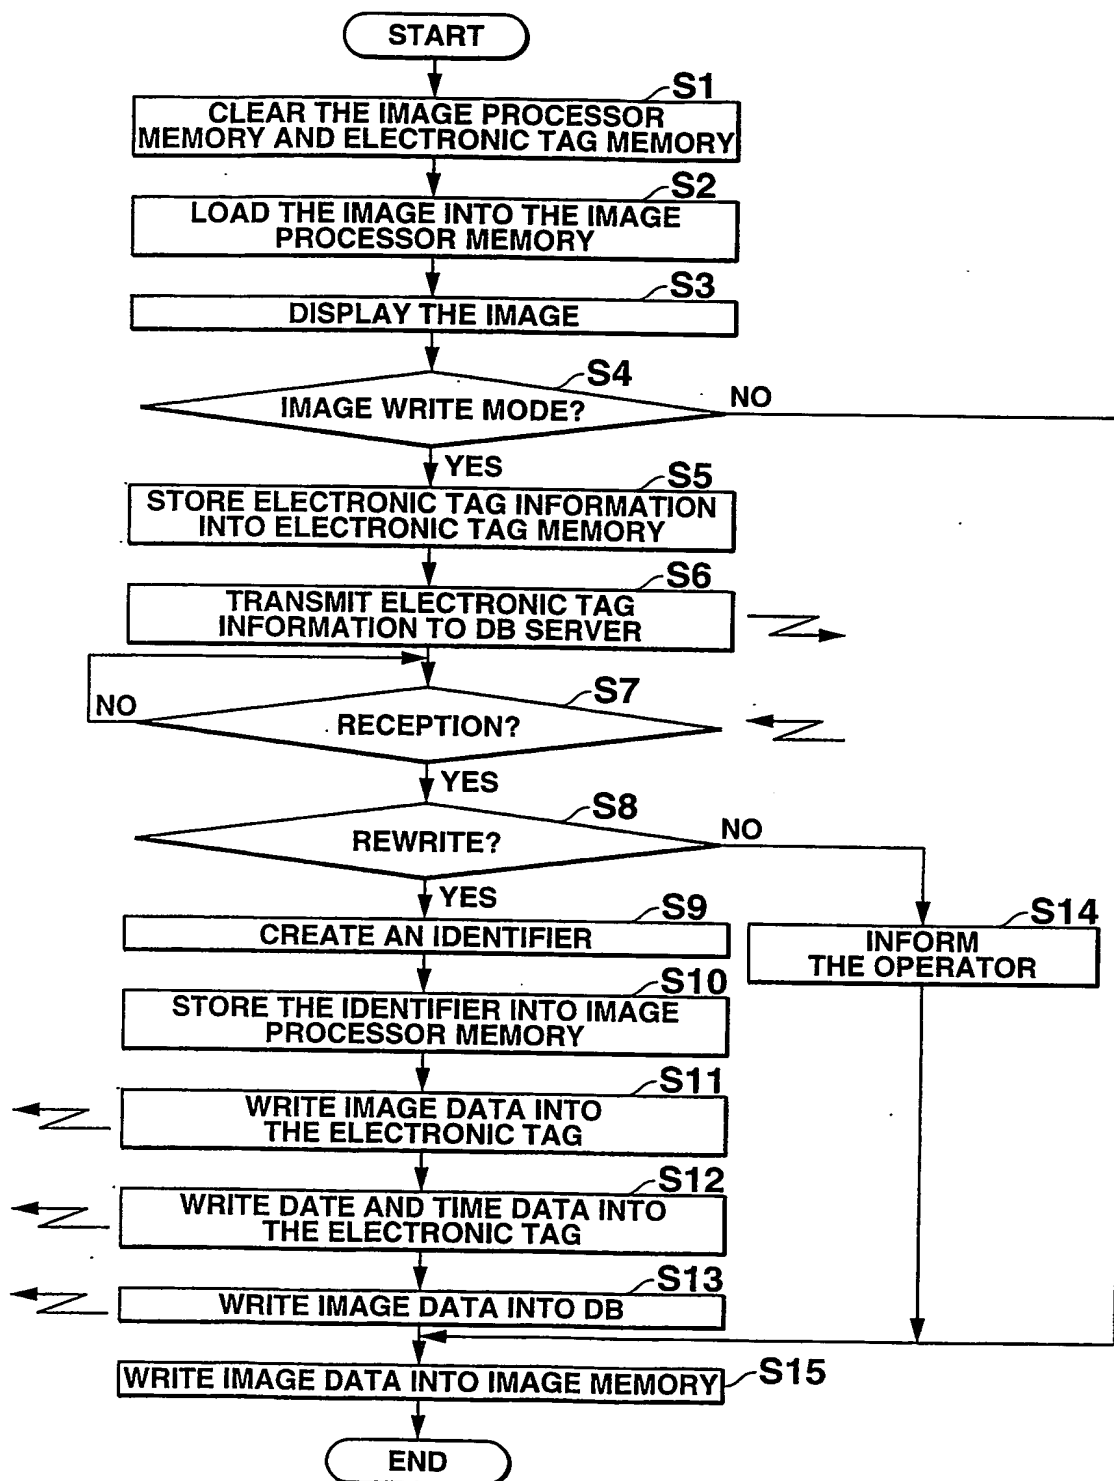 START
S1
CLEAR THE IMAGE PROCESSOR
MEMORY AND ELECTRONIC TAG MEMORY
S2
LOAD THE IMAGE INTO THE IMAGE
PROCESSOR MEMORY
S3
DISPLAY THE IMAGE
S4
IMAGE WRITE MODE?
NO
YES
S5
STORE ELECTRONIC TAG INFORMATION
INTO ELECTRONIC TAG MEMORY
S6
TRANSMIT ELECTRONIC TAG
INFORMATION TO DB SERVER
S7
RECEPTION?
NO
YES
S8
REWRITE?
NO
YES
S9
CREATE AN IDENTIFIER
S14
INFORM
THE OPERATOR
S10
STORE THE IDENTIFIER INTO IMAGE
PROCESSOR MEMORY
S11
WRITE IMAGE DATA INTO
THE ELECTRONIC TAG
S12
WRITE DATE AND TIME DATA INTO
THE ELECTRONIC TAG
S13
WRITE IMAGE DATA INTO DB
WRITE IMAGE DATA INTO IMAGE MEMORY
S15
END